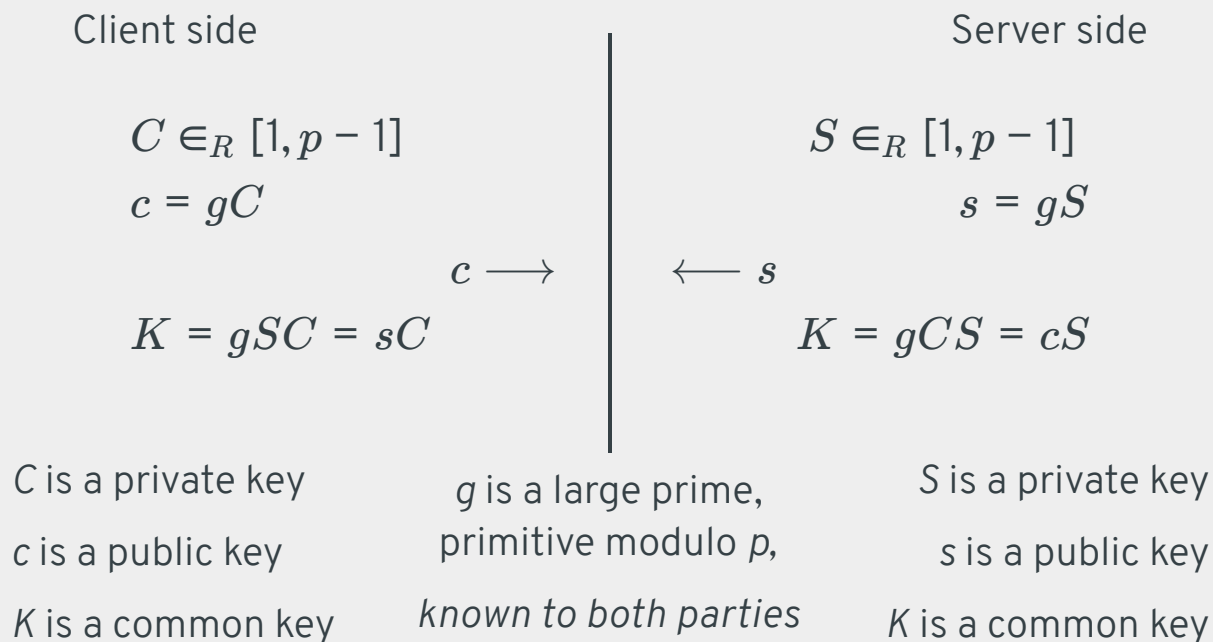 Client side
Server side
C ∈R [1, p − 1]
S ∈R [1, p − 1]
c = gC
s = gS
c ⟶
⟵ s
K = gSC = sC
K = gCS = cS
C is a private key
c is a public key
K is a common key
g is a large prime,
primitive modulo p,
known to both parties
S is a private key
s is a public key
K is a common key